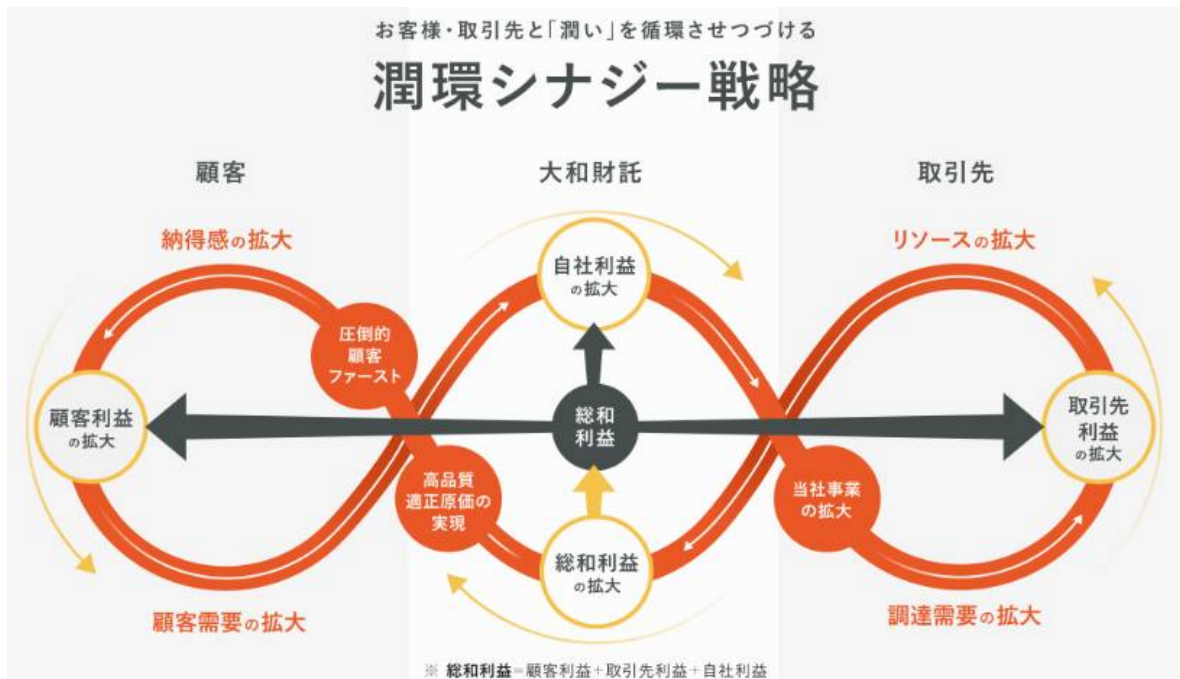 お客様・取引先と「潤い」を循環させつづける
潤環シナジー戦略
顧客
大和財託
取引先
納得感の拡大
リソースの拡大
自社利益
の拡大
圧倒的
顧客
ファースト
顧客利益
の拡大
総和
利益
取引先
利益
の拡大
高品質
適正原価の
実現
当社事業
の拡大
総和利益
の拡大
顧客需要の拡大
調達需要の拡大
※ 総和利益=顧客利益+取引先利益+自社利益